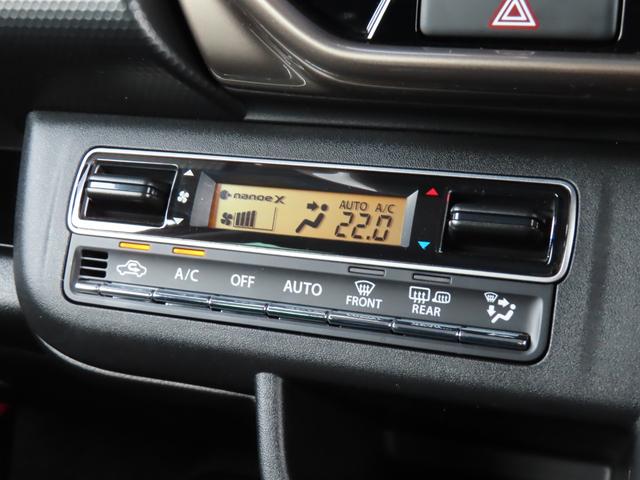 nanoe X
AUTO A/C
22.0
A/C OFF AUTO FRONT REAR